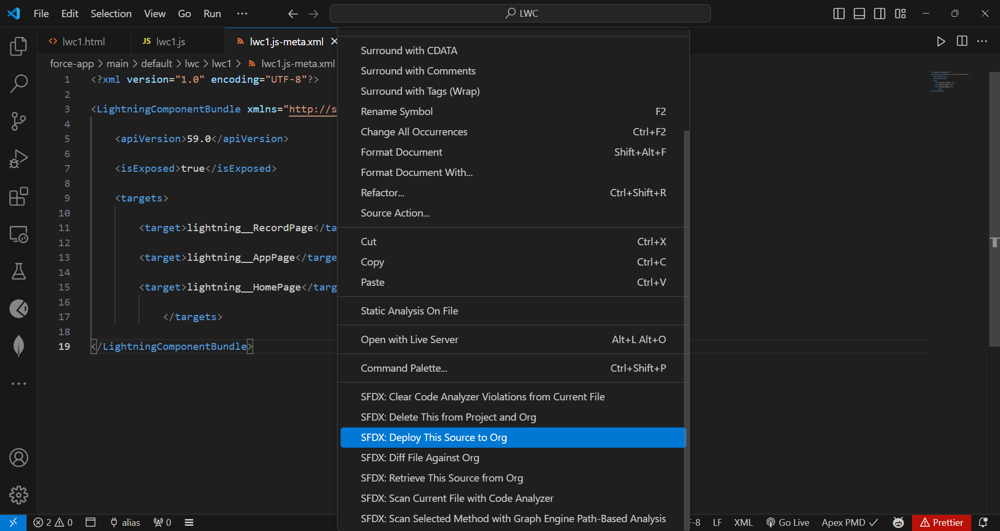 File Edit Selection View Go Run ··· LWC
lwc1.html JS lwc1.js lwc1.js-meta.xml
force-app > main > default > lwc > lwc1 > lwc1.js-meta.xml
1 <?xml version="1.0" encoding="UTF-8"?>
2
3 <LightningComponentBundle xmlns="http://s
4
5 <apiVersion>59.0</apiVersion>
6
7 <isExposed>true</isExposed>
8
9 <targets>
10
11 <target>lightning__RecordPage</ta
12
13 <target>lightning__AppPage</targe
14
15 <target>lightning__HomePage</targ
16
17 </targets>
18
19 </LightningComponentBundle>
Surround with CDATA
Surround with Comments
Surround with Tags (Wrap)
Rename Symbol F2
Change All Occurrences Ctrl+F2
Format Document Shift+Alt+F
Format Document With...
Refactor... Ctrl+Shift+R
Source Action...
Cut Ctrl+X
Copy Ctrl+C
Paste Ctrl+V
Static Analysis On File
Open with Live Server Alt+L Alt+O
Command Palette... Ctrl+Shift+P
SFDX: Clear Code Analyzer Violations from Current File
SFDX: Delete This from Project and Org
SFDX: Deploy This Source to Org
SFDX: Diff File Against Org
SFDX: Retrieve This Source from Org
SFDX: Scan Current File with Code Analyzer
SFDX: Scan Selected Method with Graph Engine Path-Based Analysis
2 0 alias 0 F-8 LF XML Go Live Apex PMD Prettier